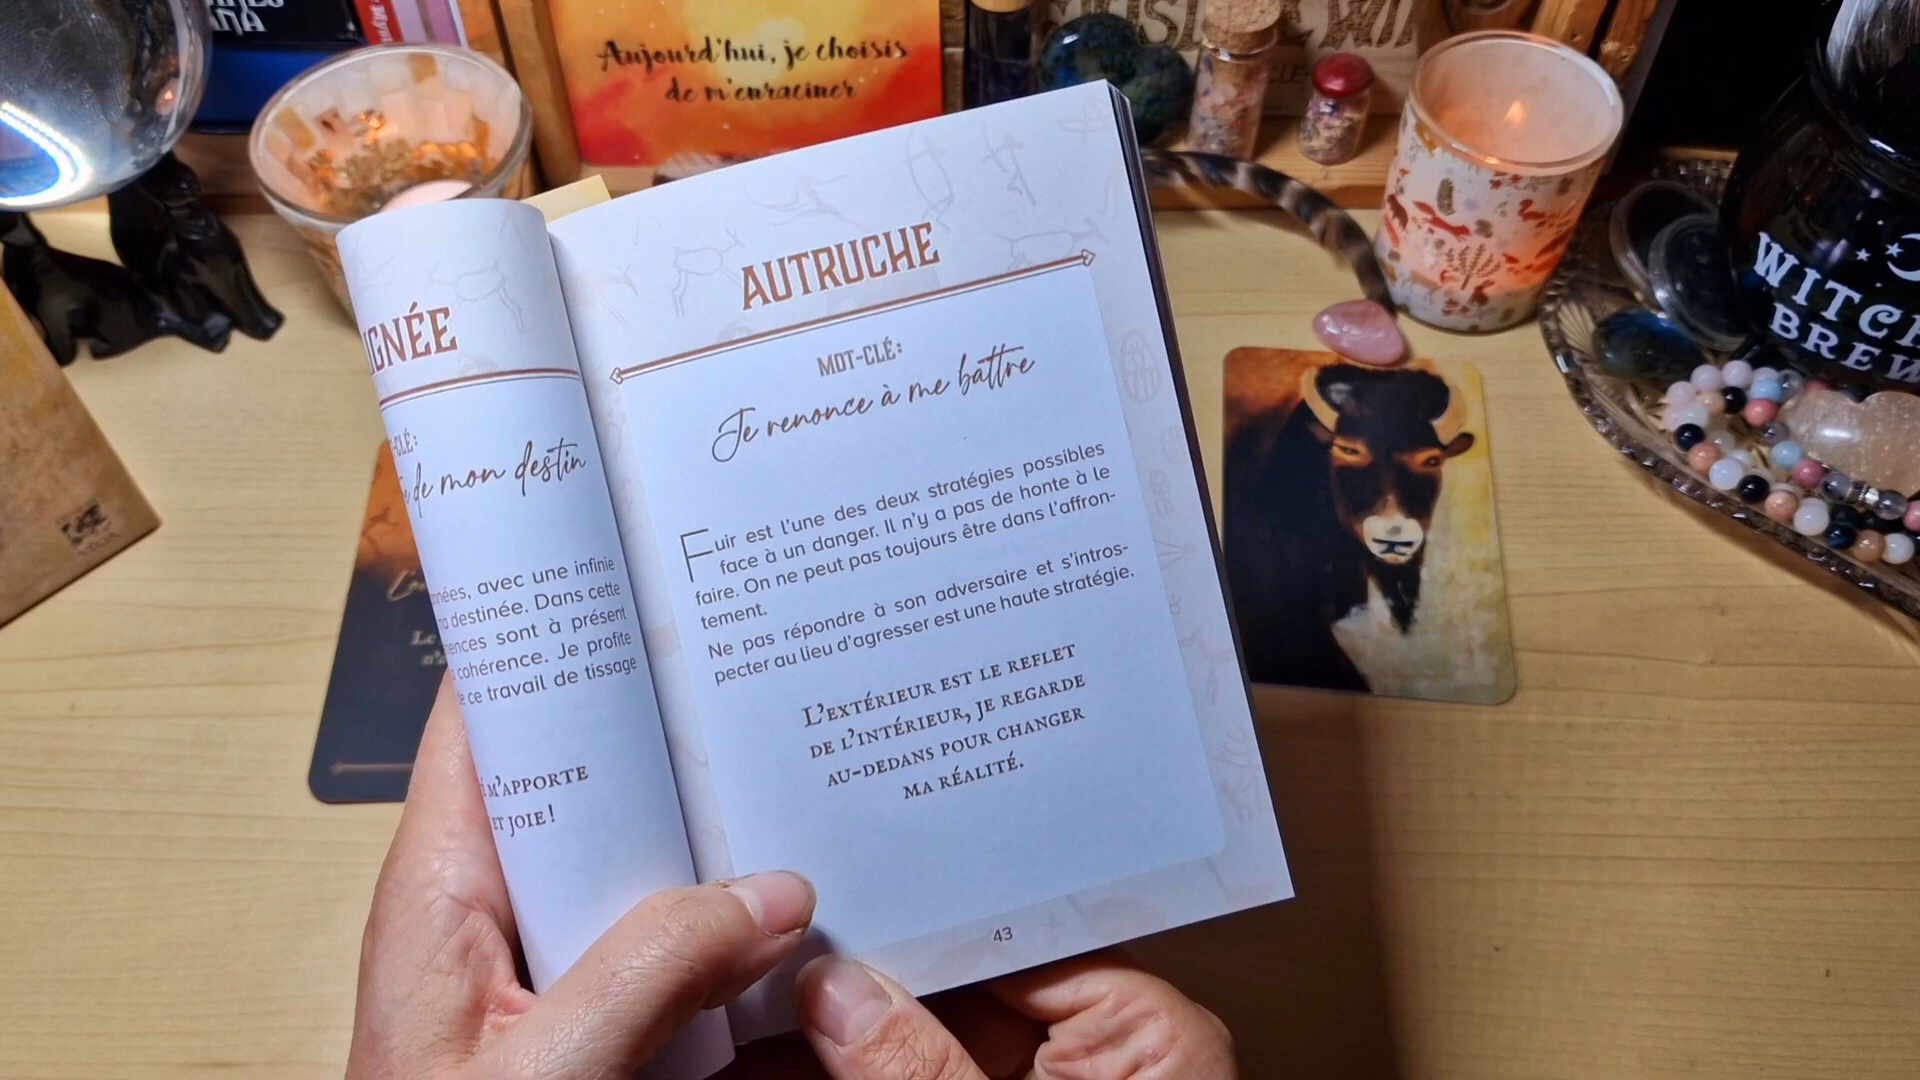 Aujourd'hui, je choisis
de m'enraciner
WITCH
BREW
IGNÉE
CLÉ:
de mon destin
nées, avec une infinie
destinée. Dans cette
sont à présent
cohérence. Je profite
ce travail de tissage
M'APPORTE
ET JOIE!
AUTRUCHE
MOT-CLÉ:
Je renonce à me battre
Fuir est l'une des deux stratégies possibles
face à un danger. Il n'y a pas de honte à le
faire. On ne peut pas toujours être dans l'affron-
tement.
Ne pas répondre à son adversaire et s'intros-
pecter au lieu d'agresser est une haute stratégie.
L'EXTÉRIEUR EST LE REFLET
DE L'INTÉRIEUR, JE REGARDE
AU-DEDANS POUR CHANGER
MA RÉALITÉ.
43